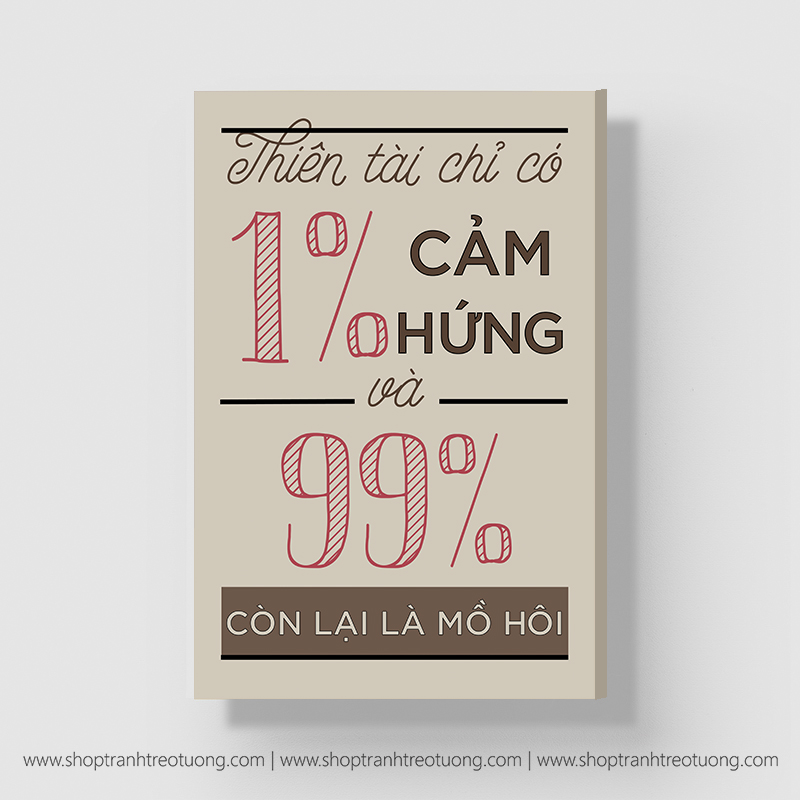 Thiên tài chỉ có
1% CẢM
HỨNG
và
99%
CÒN LẠI LÀ MỒ HÔI
www.shoptranhtreotuong.com | www.shoptranhtreotuong.com | www.shoptranhtreotuong.com